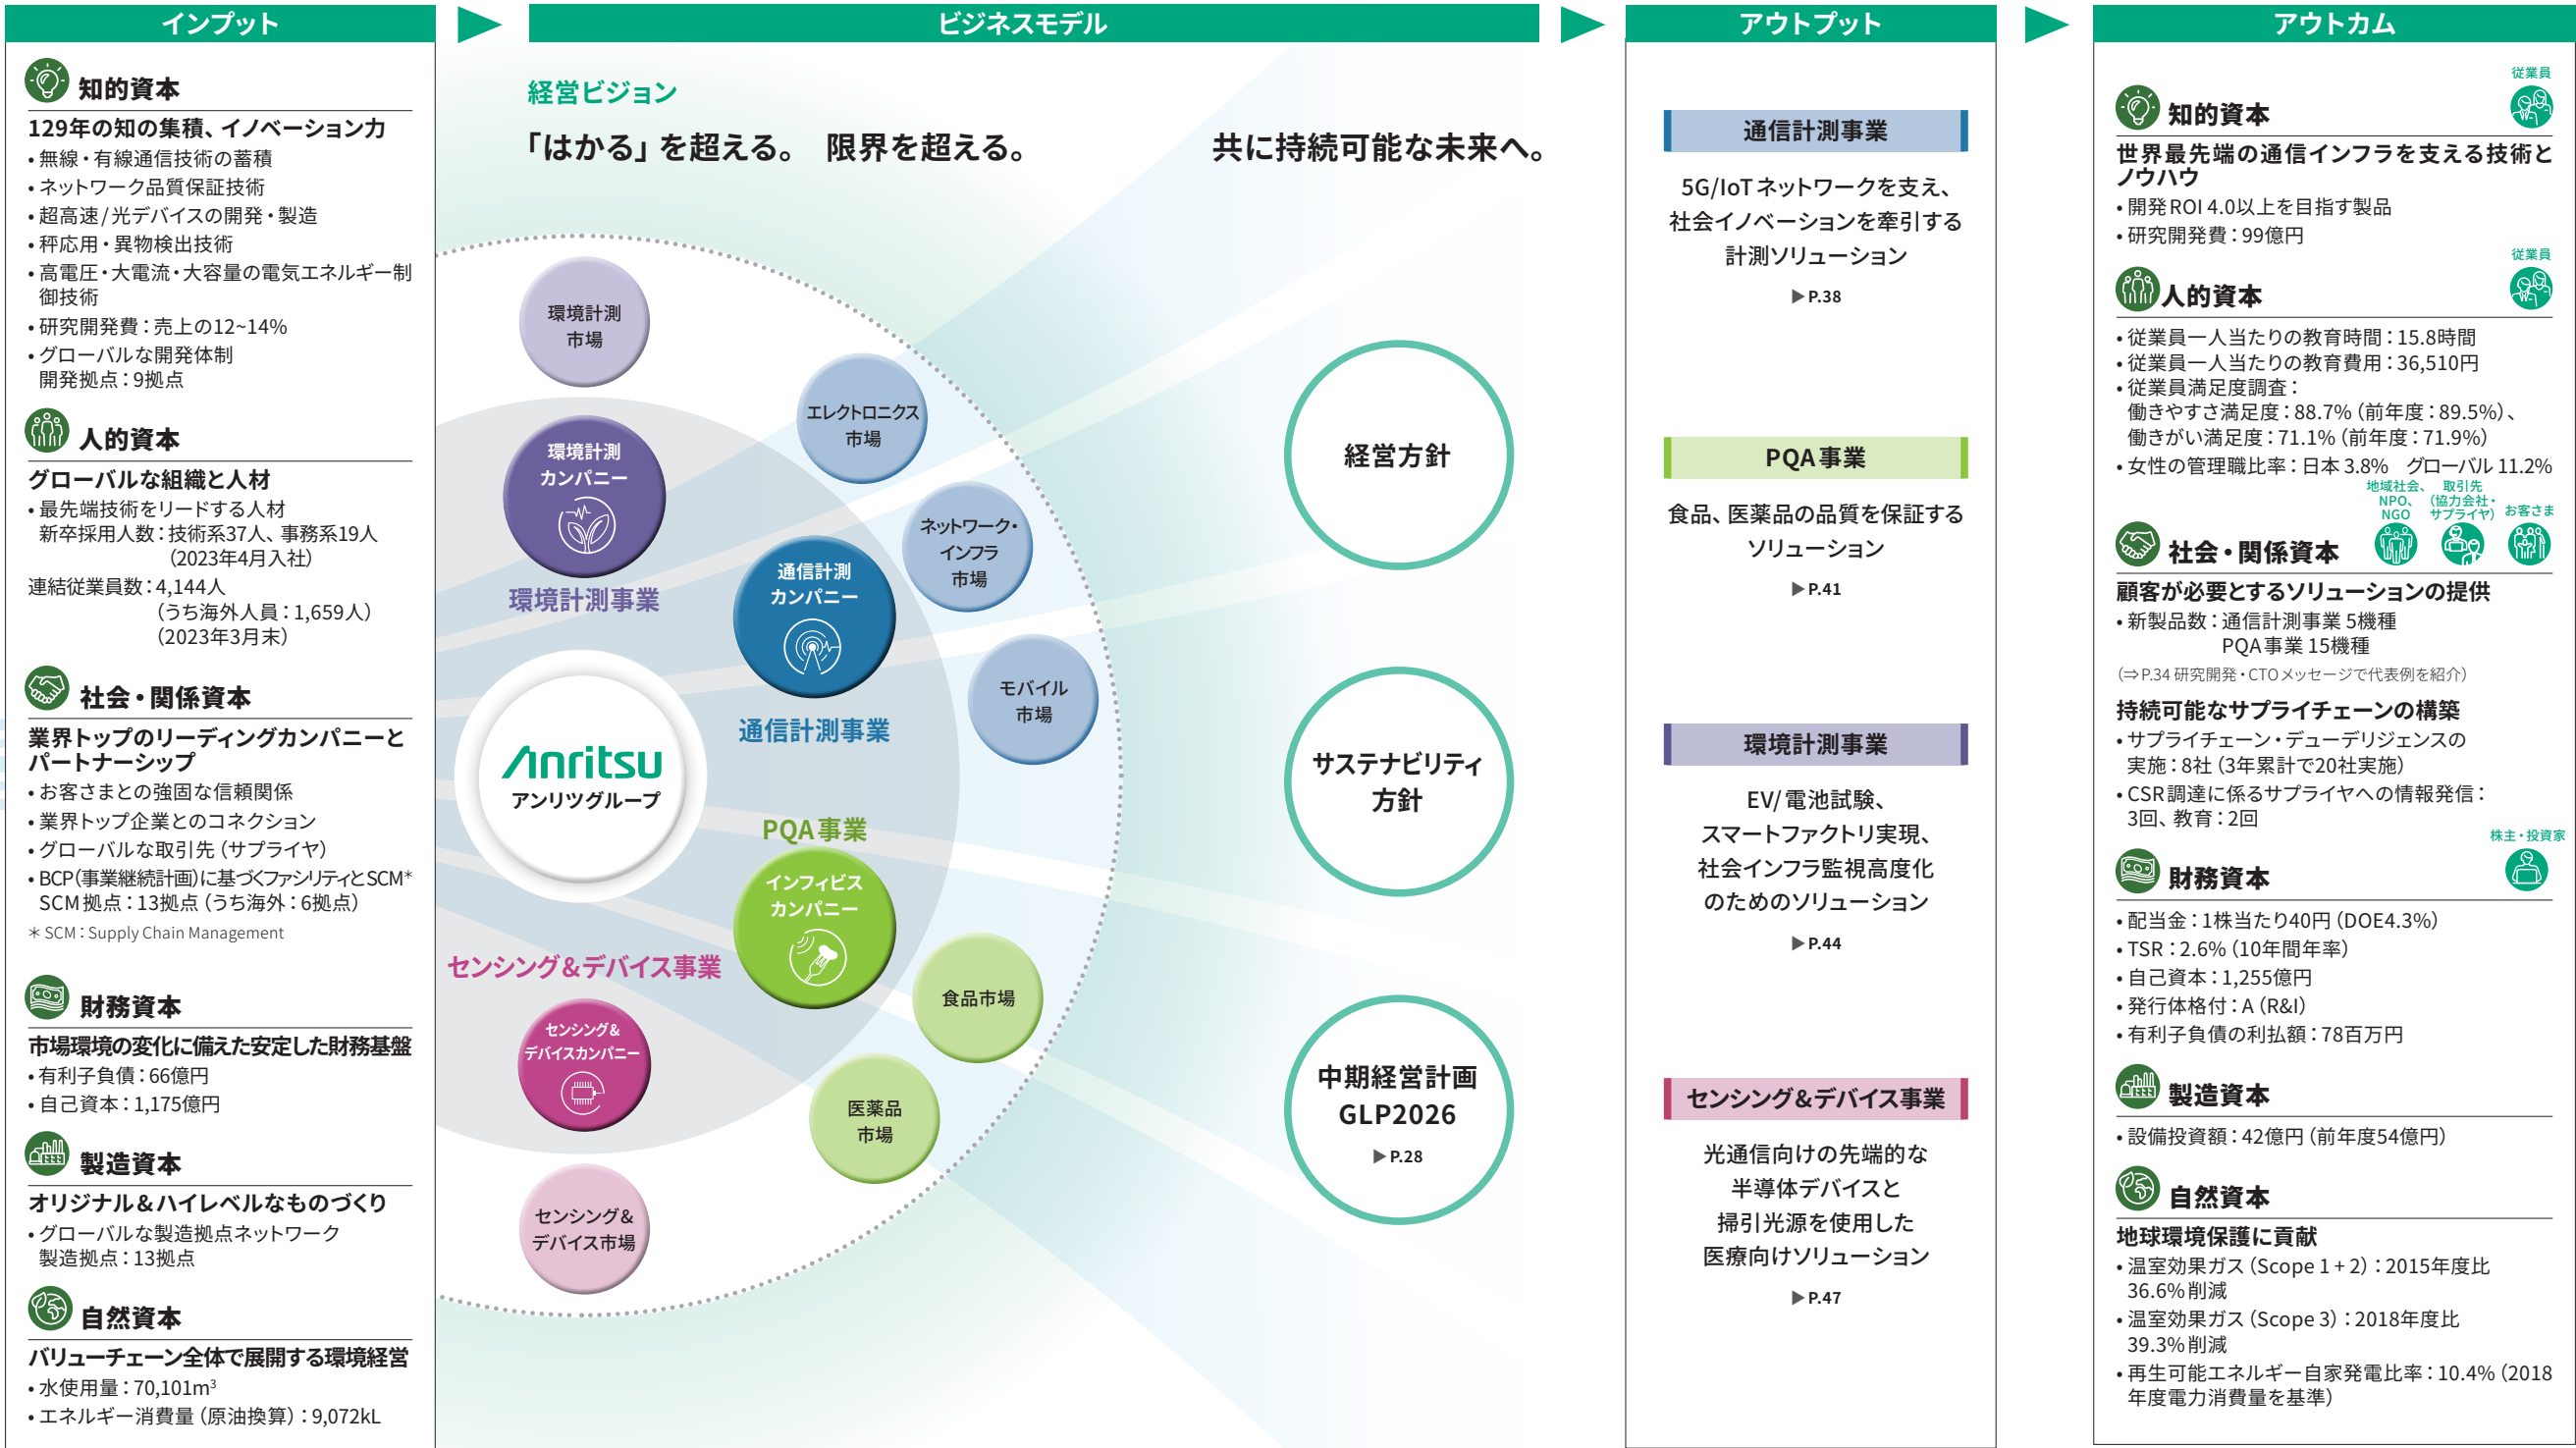 インプット
知的資本
129年の知の集積、イノベーション力
• 無線・有線通信技術の蓄積
• ネットワーク品質保証技術
• 超高速/光デバイスの開発・製造
• 秤応用・異物検出技術
• 高電圧・大電流・大容量の電気エネルギー制
御技術
• 研究開発費：売上の12~14%
• グローバルな開発体制
開発拠点：9拠点
人的資本
グローバルな組織と人材
• 最先端技術をリードする人材
新卒採用人数：技術系37人、事務系19人
（2023年4月入社）
連結従業員数：4,144人
（うち海外人員：1,659人）
（2023年3月末）
社会・関係資本
業界トップのリーディングカンパニーと
パートナーシップ
• お客さまとの強固な信頼関係
• 業界トップ企業とのコネクション
• グローバルな取引先（サプライヤ）
• BCP（事業継続計画）に基づくファシリティとSCM*
SCM拠点：13拠点（うち海外：6拠点）
＊ SCM：Supply Chain Management
財務資本
市場環境の変化に備えた安定した財務基盤
• 有利子負債：66億円
• 自己資本：1,175億円
製造資本
オリジナル＆ハイレベルなものづくり
• グローバルな製造拠点ネットワーク
製造拠点：13拠点
自然資本
バリューチェーン全体で展開する環境経営
• 水使用量：70,101m³
• エネルギー消費量（原油換算）：9,072kL
ビジネスモデル
経営ビジョン
「はかる」を超える。 限界を超える。 共に持続可能な未来へ。
環境計測
市場
エレクトロニクス
市場
環境計測
カンパニー
環境計測事業
ネットワーク・
インフラ
市場
通信計測
カンパニー
通信計測事業
モバイル
市場
Anritsu
アンリツグループ
PQA事業
インフィビス
カンパニー
センシング＆デバイス事業
食品市場
センシング＆
デバイスカンパニー
医薬品
市場
センシング＆
デバイス市場
経営方針
サステナビリティ
方針
中期経営計画
GLP2026
▶P.28
アウトプット
通信計測事業
5G/IoTネットワークを支え、
社会イノベーションを牽引する
計測ソリューション
▶P.38
PQA事業
食品、医薬品の品質を保証する
ソリューション
▶P.41
環境計測事業
EV/電池試験、
スマートファクトリ実現、
社会インフラ監視高度化
のためのソリューション
▶P.44
センシング＆デバイス事業
光通信向けの先端的な
半導体デバイスと
掃引光源を使用した
医療向けソリューション
▶P.47
アウトカム
従業員
知的資本
世界最先端の通信インフラを支える技術と
ノウハウ
• 開発ROI 4.0以上を目指す製品
• 研究開発費：99億円
従業員
人的資本
• 従業員一人当たりの教育時間：15.8時間
• 従業員一人当たりの教育費用：36,510円
• 従業員満足度調査：
働きやすさ満足度：88.7%（前年度：89.5%）、
働きがい満足度：71.1%（前年度：71.9%）
• 女性の管理職比率：日本 3.8% グローバル 11.2%
地域社会、
NPO、
NGO
取引先
（協力会社・
サプライヤ）
お客さま
社会・関係資本
顧客が必要とするソリューションの提供
• 新製品数：通信計測事業 5機種
PQA事業 15機種
（⇒P.34 研究開発・CTOメッセージで代表例を紹介）
持続可能なサプライチェーンの構築
• サプライチェーン・デューデリジェンスの
実施：8社（3年累計で20社実施）
• CSR調達に係るサプライヤへの情報発信：
3回、教育：2回
株主・投資家
財務資本
• 配当金：1株当たり40円（DOE4.3%）
• TSR：2.6%（10年間年率）
• 自己資本：1,255億円
• 発行体格付：A（R&I）
• 有利子負債の利払額：78百万円
製造資本
• 設備投資額：42億円（前年度54億円）
自然資本
地球環境保護に貢献
• 温室効果ガス（Scope 1 + 2）：2015年度比
36.6%削減
• 温室効果ガス（Scope 3）：2018年度比
39.3%削減
• 再生可能エネルギー自家発電比率：10.4%（2018
年度電力消費量を基準）